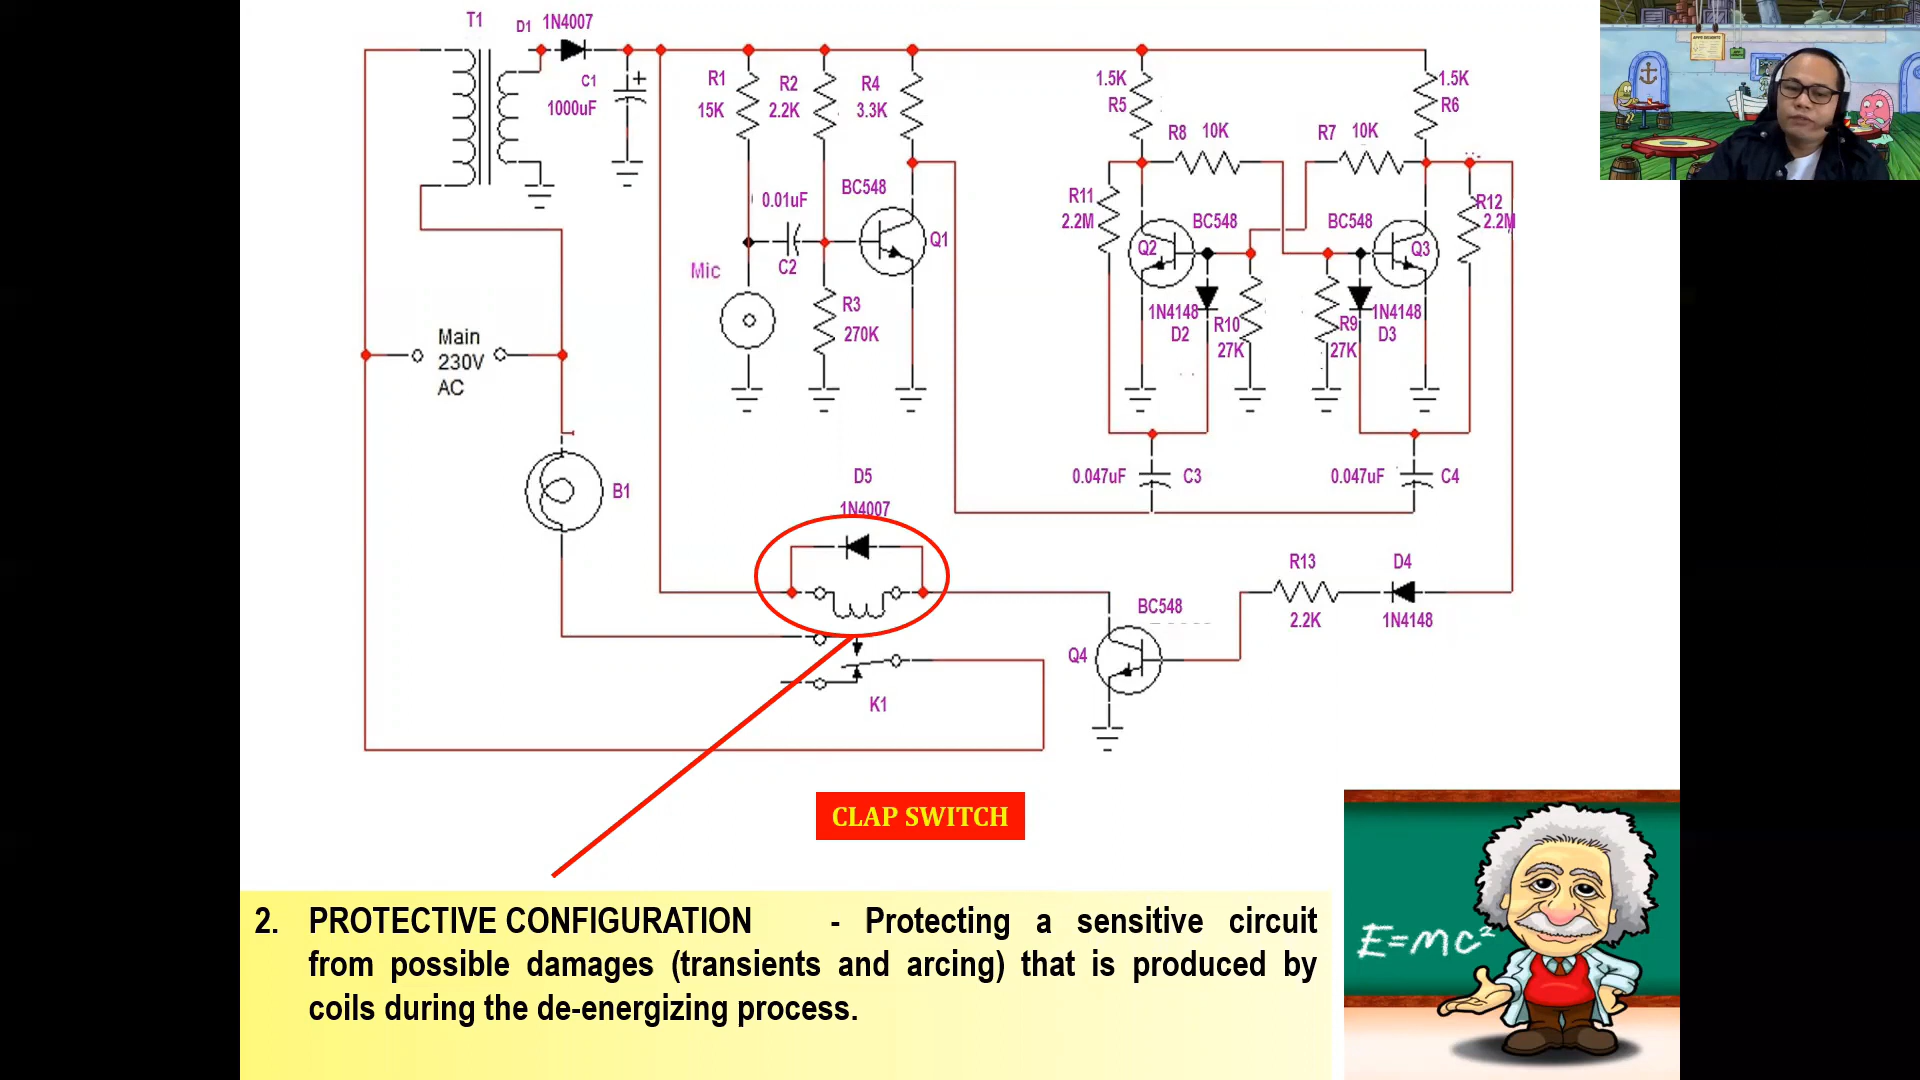 T1
D1
1N4007
C1
1000uF
R1
15K
R2
2.2K
R4
3.3K
1.5K
R5
1.5K
R6
R8
10K
R7
10K
BC548
0.01uF
R11
2.2M
BC548
BC548
R12
2.2M
Q1
Q2
Q3
C2
Mic
R3
270K
1N4148
D2
R10
27K
R9
27K
1N4148
D3
Main
230V
AC
B1
D5
1N4007
0.047uF
C3
0.047uF
C4
R13
2.2K
D4
1N4148
BC548
Q4
K1
CLAP SWITCH
2. PROTECTIVE CONFIGURATION - Protecting a sensitive circuit
from possible damages (transients and arcing) that is produced by
coils during the de-energizing process.
E=mc²